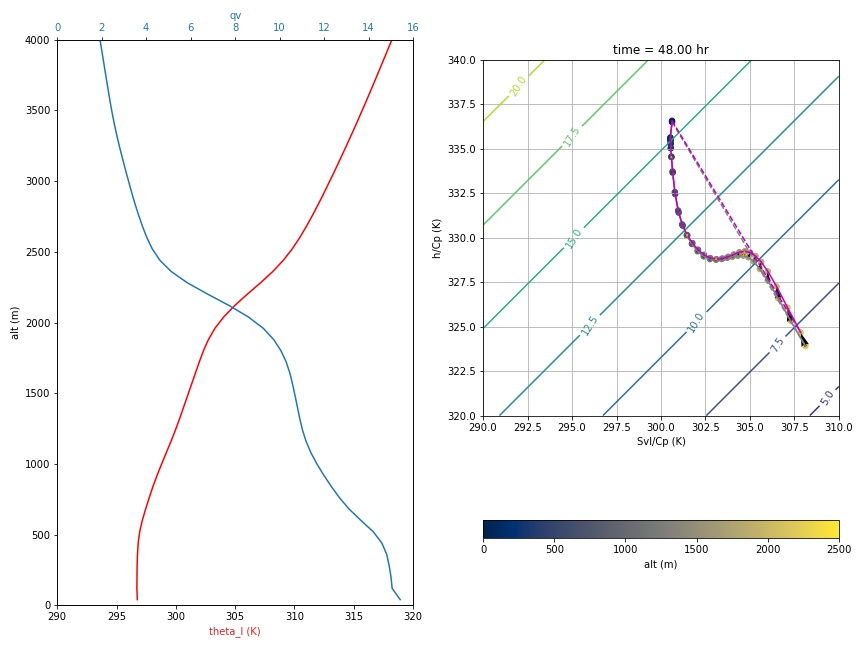 qv
0 2 4 6 8 10 12 14 16
4000
3500
3000
2500
2000
1500
1000
500
0
alt (m)
290 295 300 305 310 315 320
theta_l (K)
time = 48.00 hr
340.0
337.5
335.0
332.5
330.0
327.5
325.0
322.5
320.0
h/Cp (K)
20.0
17.5
15.0
12.5
10.0
7.5
5.0
290.0 292.5 295.0 297.5 300.0 302.5 305.0 307.5 310.0
Svl/Cp (K)
0 500 1000 1500 2000 2500
alt (m)